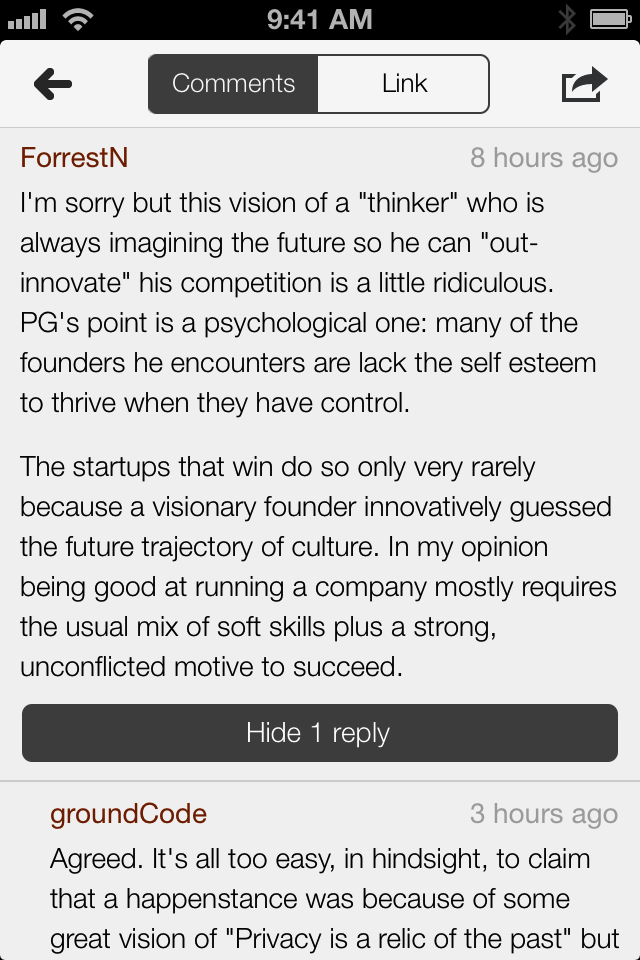 9:41 AM
Comments
Link
ForrestN
8 hours ago
I'm sorry but this vision of a "thinker" who is
always imagining the future so he can "out-
innovate" his competition is a little ridiculous.
PG's point is a psychological one: many of the
founders he encounters are lack the self esteem
to thrive when they have control.
The startups that win do so only very rarely
because a visionary founder innovatively guessed
the future trajectory of culture. In my opinion
being good at running a company mostly requires
the usual mix of soft skills plus a strong,
unconflicted motive to succeed.
Hide 1 reply
groundCode
3 hours ago
Agreed. It's all too easy, in hindsight, to claim
that a happenstance was because of some
great vision of "Privacy is a relic of the past" but